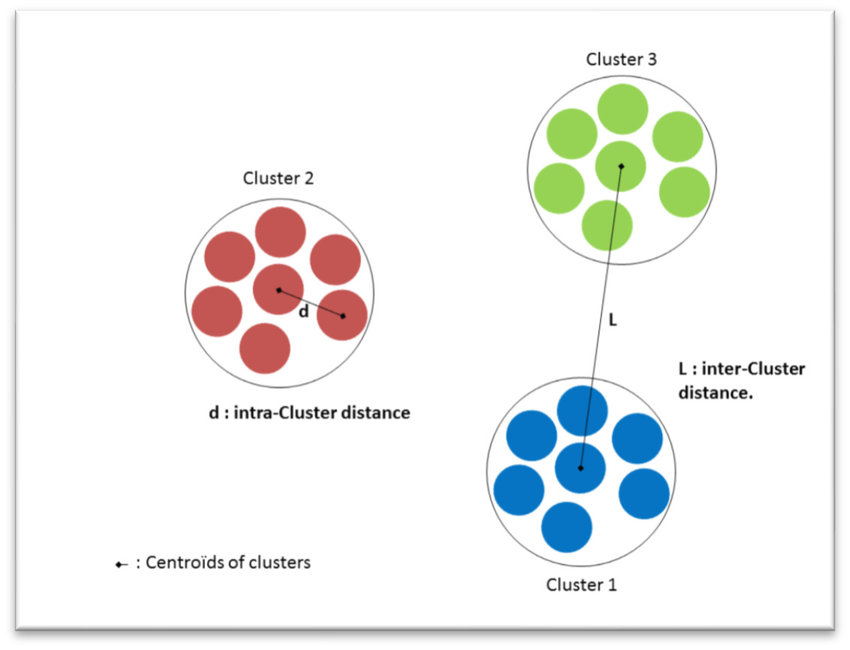 Cluster 3
Cluster 2
d
L
L : inter-Cluster
distance.
d : intra-Cluster distance
: Centroïds of clusters
Cluster 1